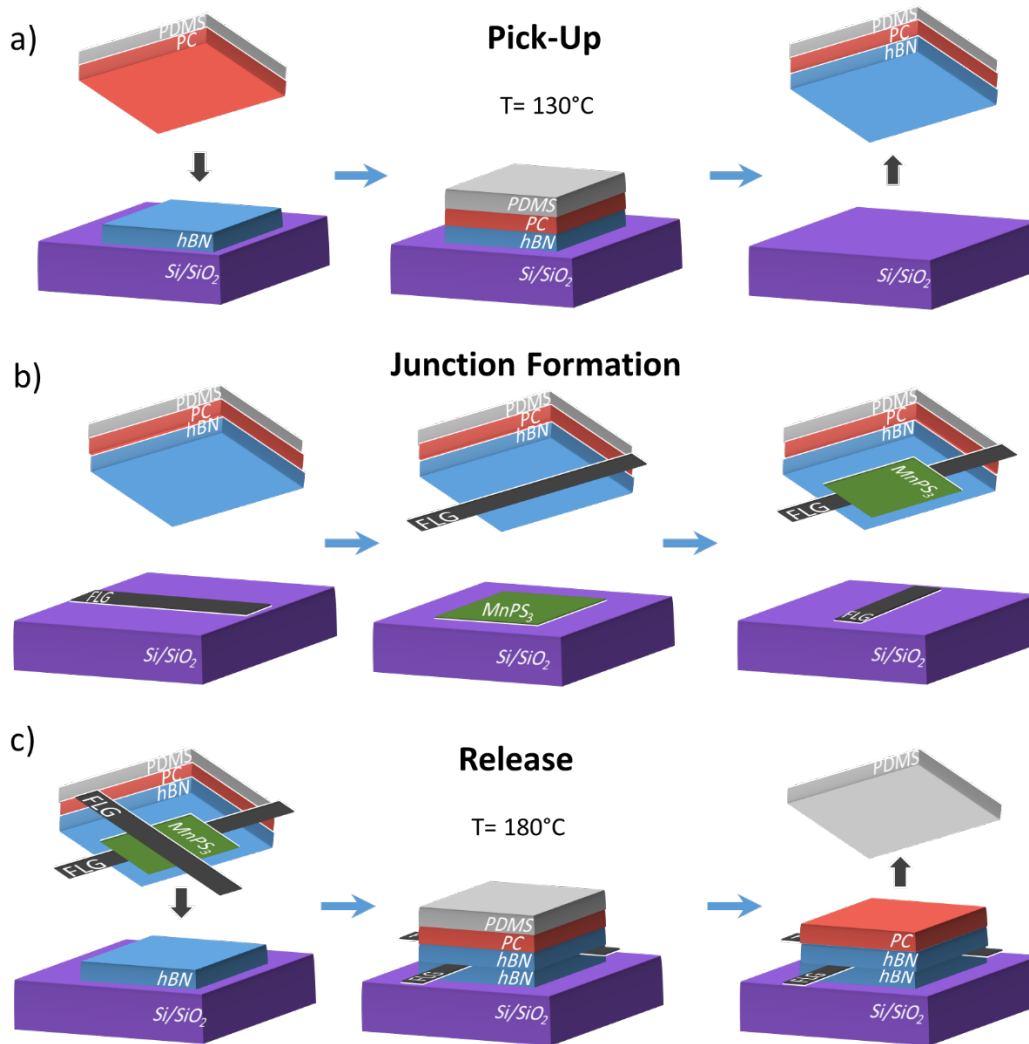 a)
Pick-Up
T= 130°C
PDMS
PC
hBN
Si/SiO₂
PDMS
PC
hBN
Si/SiO₂
PDMS
PC
hBN
b)
Junction Formation
PDMS
PC
hBN
FLG
Si/SiO₂
PDMS
PC
hBN
FLG
MnPS₃
Si/SiO₂
PDMS
PC
hBN
MnPS₃
FLG
FLG
Si/SiO₂
c)
Release
T= 180°C
PDMS
PC
hBN
FLG
MnPS₃
FLG
hBN
Si/SiO₂
PDMS
PC
hBN
hBN
FLG
Si/SiO₂
PDMS
PC
hBN
hBN
FLG
Si/SiO₂